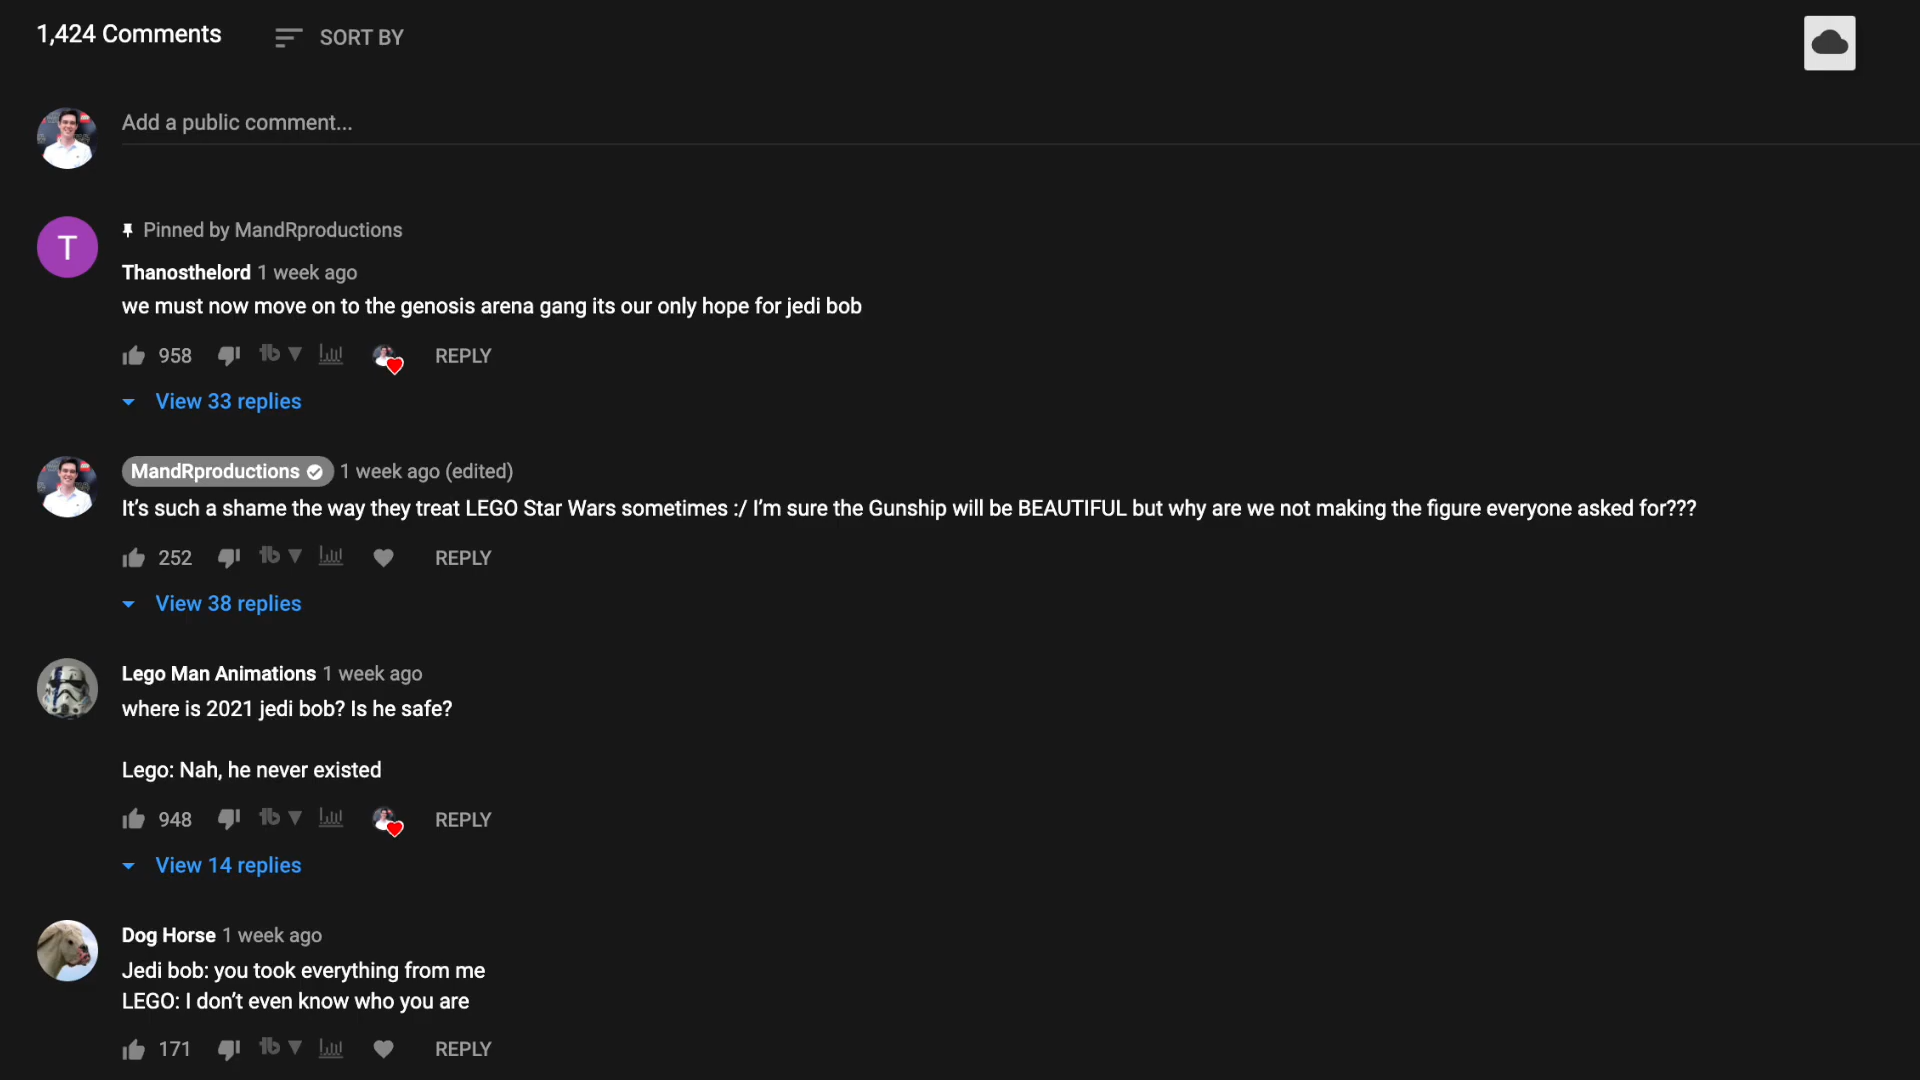 1,424 Comments
SORT BY
Add a public comment...
T
Pinned by MandRproductions
Thanosthelord 1 week ago
we must now move on to the genosis arena gang its our only hope for jedi bob
958
REPLY
View 33 replies
MandRproductions 1 week ago (edited)
It’s such a shame the way they treat LEGO Star Wars sometimes :/ I’m sure the Gunship will be BEAUTIFUL but why are we not making the figure everyone asked for???
252
REPLY
View 38 replies
Lego Man Animations 1 week ago
where is 2021 jedi bob? Is he safe?
Lego: Nah, he never existed
948
REPLY
View 14 replies
Dog Horse 1 week ago
Jedi bob: you took everything from me
LEGO: I don’t even know who you are
171
REPLY